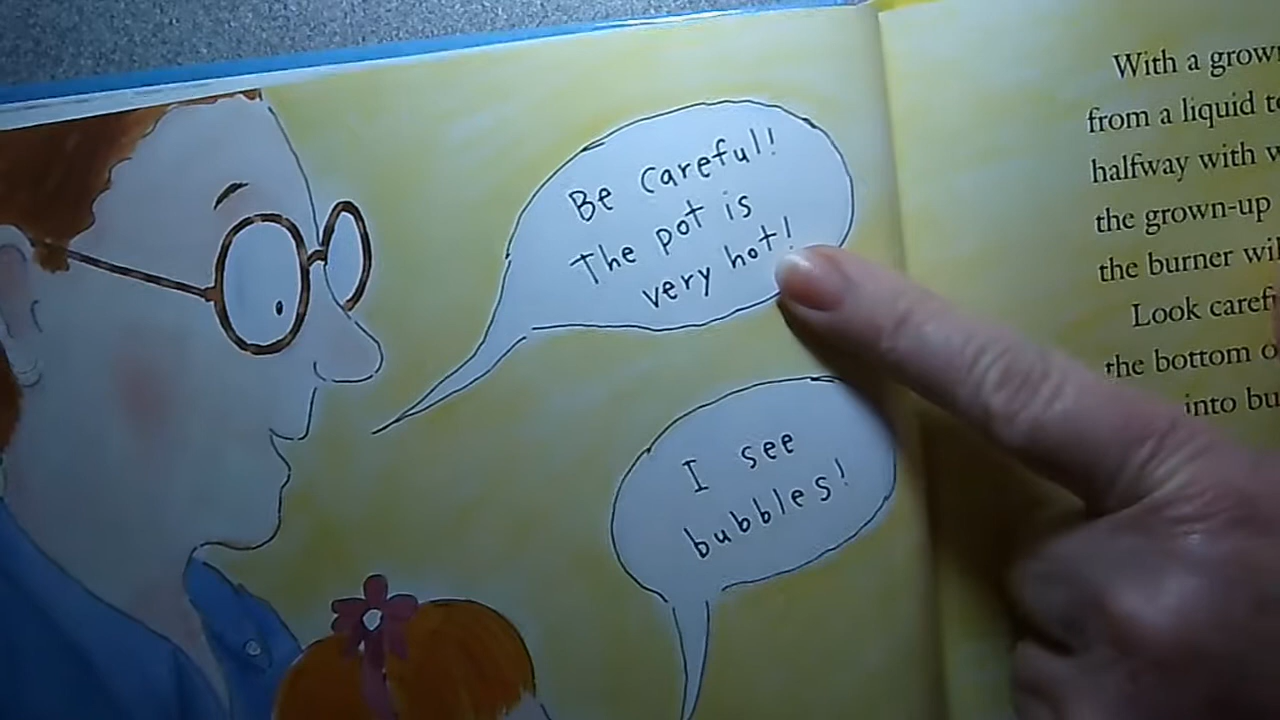 Be careful!
The pot is
very hot!
I see
bubbles!
With a
from a liquid
halfway with
the grown-up
the burner
Look
the bottom
into